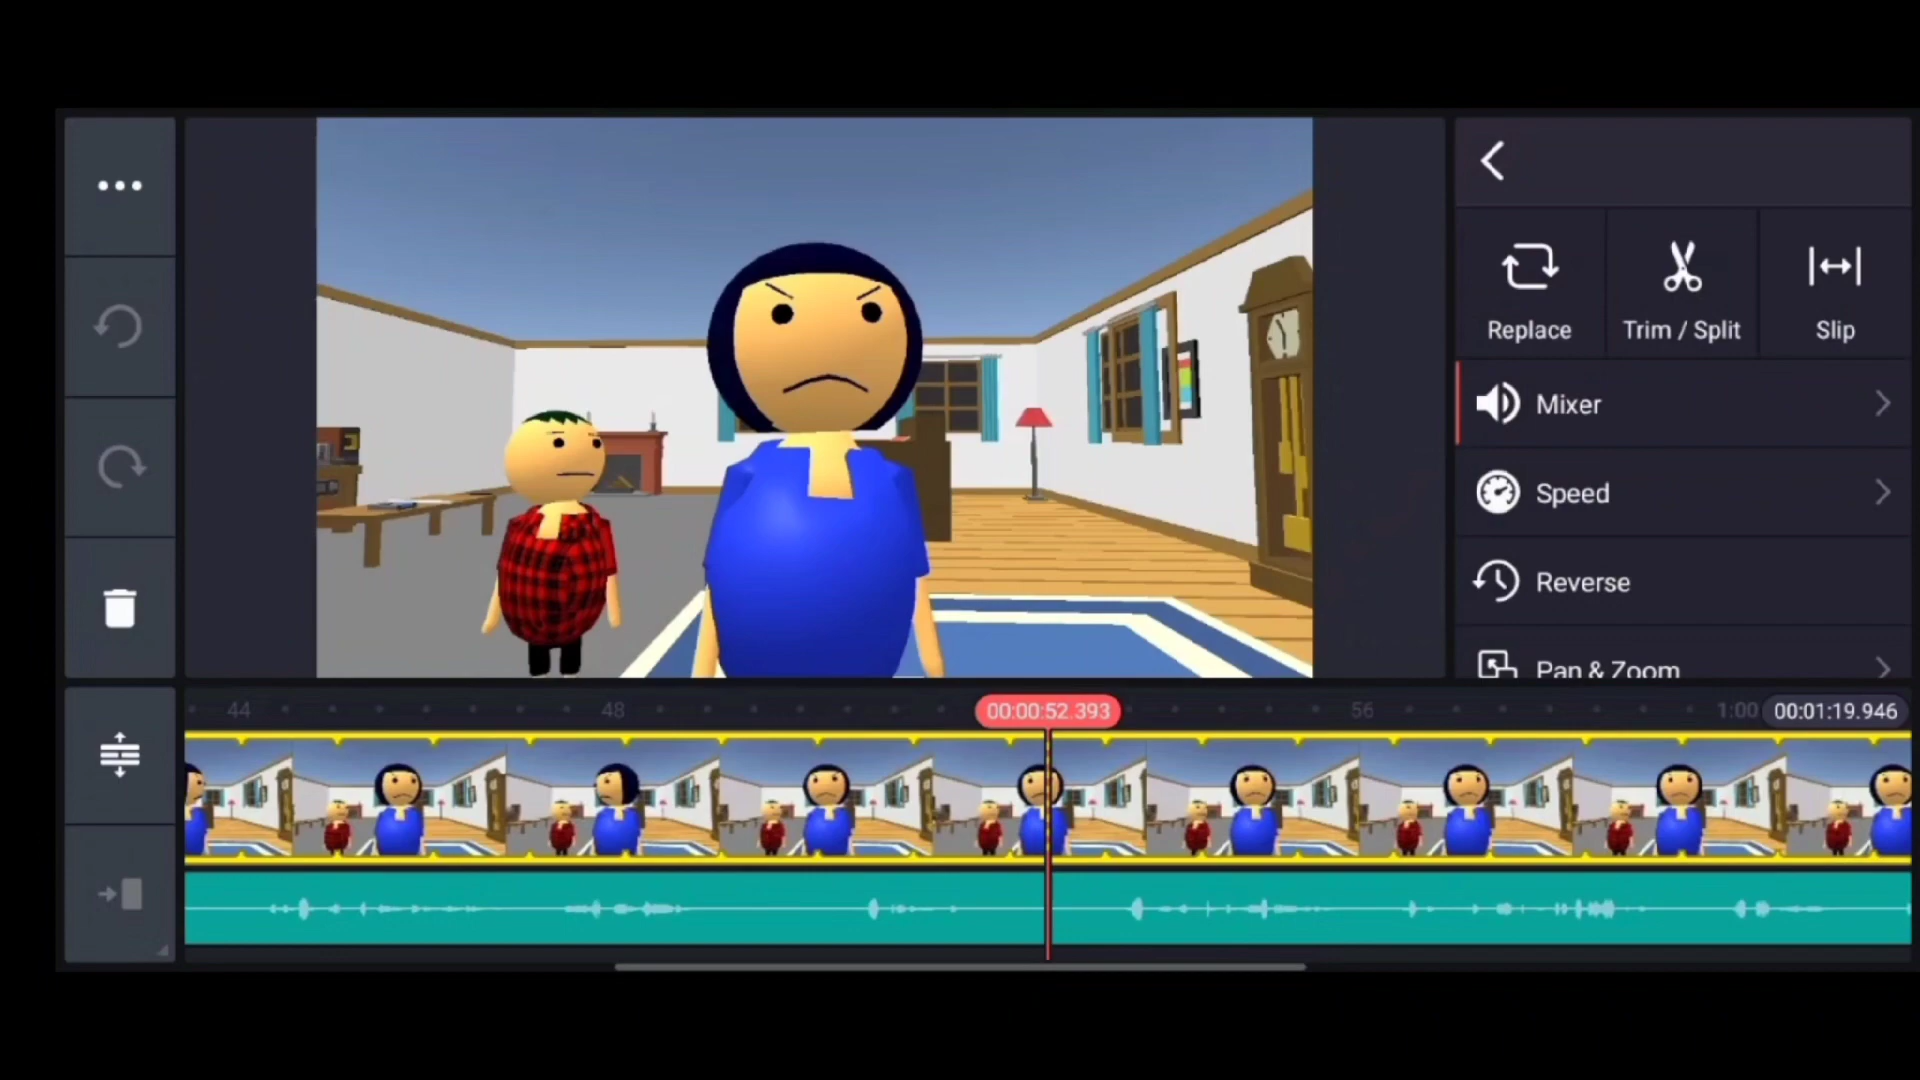 Replace
Trim / Split
Slip
Mixer
Speed
Reverse
Pan & Zoom
44
48
00:00:52.393
56
1:00
00:01:19.946